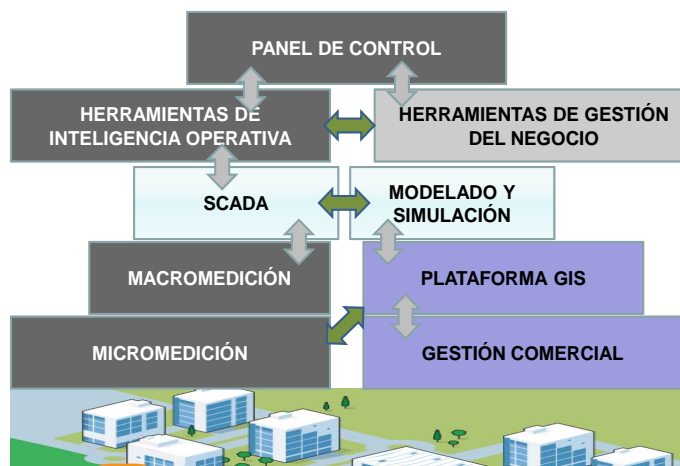 PANEL DE CONTROL
HERRAMIENTAS DE
INTELIGENCIA OPERATIVA
HERRAMIENTAS DE GESTIÓN
DEL NEGOCIO
SCADA
MODELADO Y
SIMULACIÓN
MACROMEDICIÓN
PLATAFORMA GIS
MICROMEDICIÓN
GESTIÓN COMERCIAL